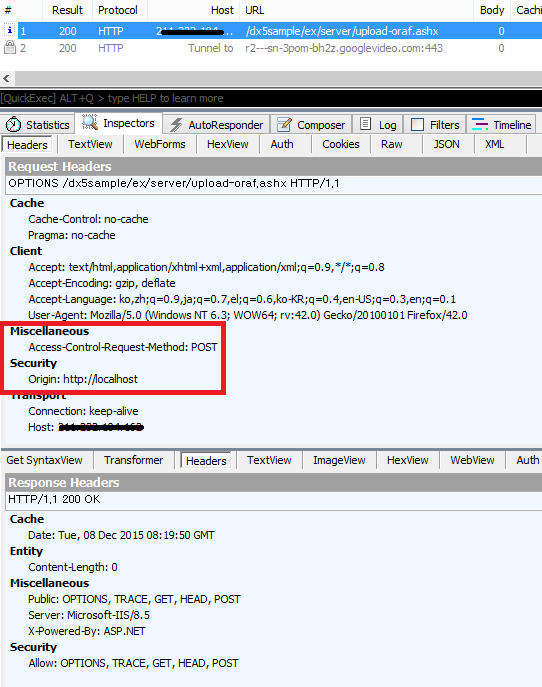 # Result Protocol Host URL Body Cachi
1 200 HTTP ... /dx5sample/ex/server/upload-oraf.ashx 0
2 200 HTTP Tunnel to r2---sn-3pom-bh2z.googlevideo.com:443 0
[QuickExec] ALT+Q > type HELP to learn more
Statistics Inspectors AutoResponder Composer Log Filters Timeline
Headers TextView WebForms HexView Auth Cookies Raw JSON XML
Request Headers
OPTIONS /dx5sample/ex/server/upload-oraf.ashx HTTP/1.1
Cache
Cache-Control: no-cache
Pragma: no-cache
Client
Accept: text/html,application/xhtml+xml,application/xml;q=0.9,*/*;q=0.8
Accept-Encoding: gzip, deflate
Accept-Language: ko,zh;q=0.9,ja;q=0.7,el;q=0.6,ko-KR;q=0.4,en-US;q=0.3,en;q=0.1
User-Agent: Mozilla/5.0 (Windows NT 6.3; WOW64; rv:42.0) Gecko/20100101 Firefox/42.0
Miscellaneous
Access-Control-Request-Method: POST
Security
Origin: http://localhost
Transport
Connection: keep-alive
Host:
Get SyntaxView Transformer Headers TextView ImageView HexView WebView Auth
Response Headers
HTTP/1.1 200 OK
Cache
Date: Tue, 08 Dec 2015 08:19:50 GMT
Entity
Content-Length: 0
Miscellaneous
Public: OPTIONS, TRACE, GET, HEAD, POST
Server: Microsoft-IIS/8.5
X-Powered-By: ASP.NET
Security
Allow: OPTIONS, TRACE, GET, HEAD, POST